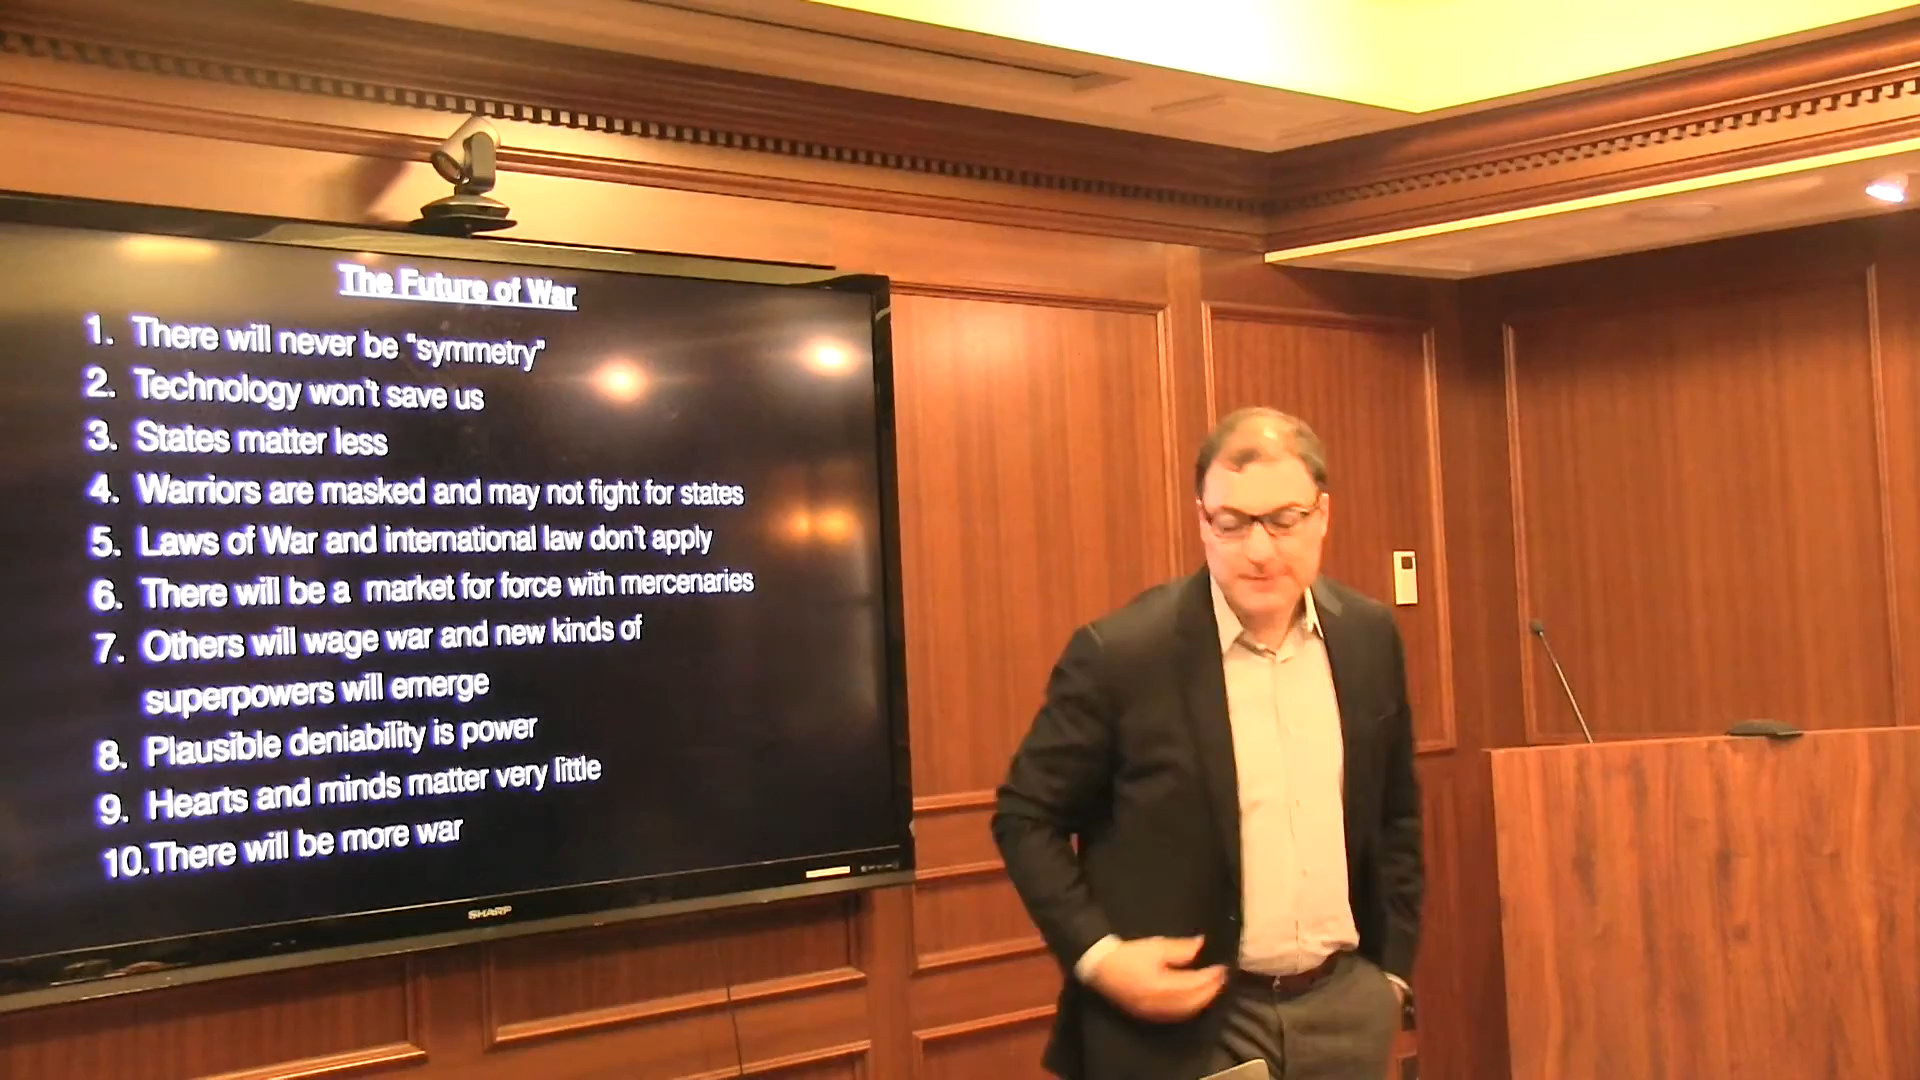 The Future of War
1. There will never be “symmetry”
2. Technology won't save us
3. States matter less
4. Warriors are masked and may not fight for states
5. Laws of War and international law don't apply
6. There will be a market for force with mercenaries
7. Others will wage war and new kinds of
superpowers will emerge
8. Plausible deniability is power
9. Hearts and minds matter very little
10. There will be more war
SHARP